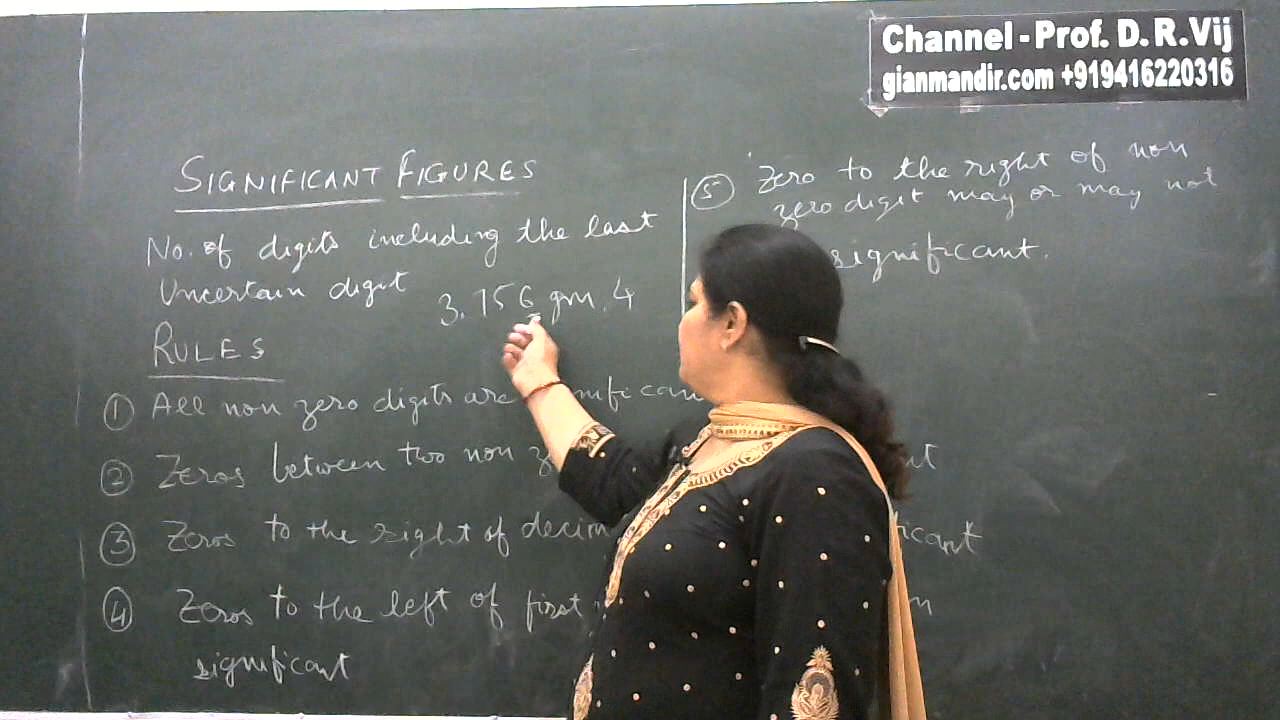 Channel - Prof. D. R. Vij
gianmandir.com +919416220316
SIGNIFICANT FIGURES
No. of digits including the last
Uncertain digit
3.756 gm. 4
RULES
① All non zero digits are
② Zeros between two non
③ Zeros to the right of
④ Zeros to the left of first
significant
⑤ Zero to the right of non
zero digit may or may not
significant.